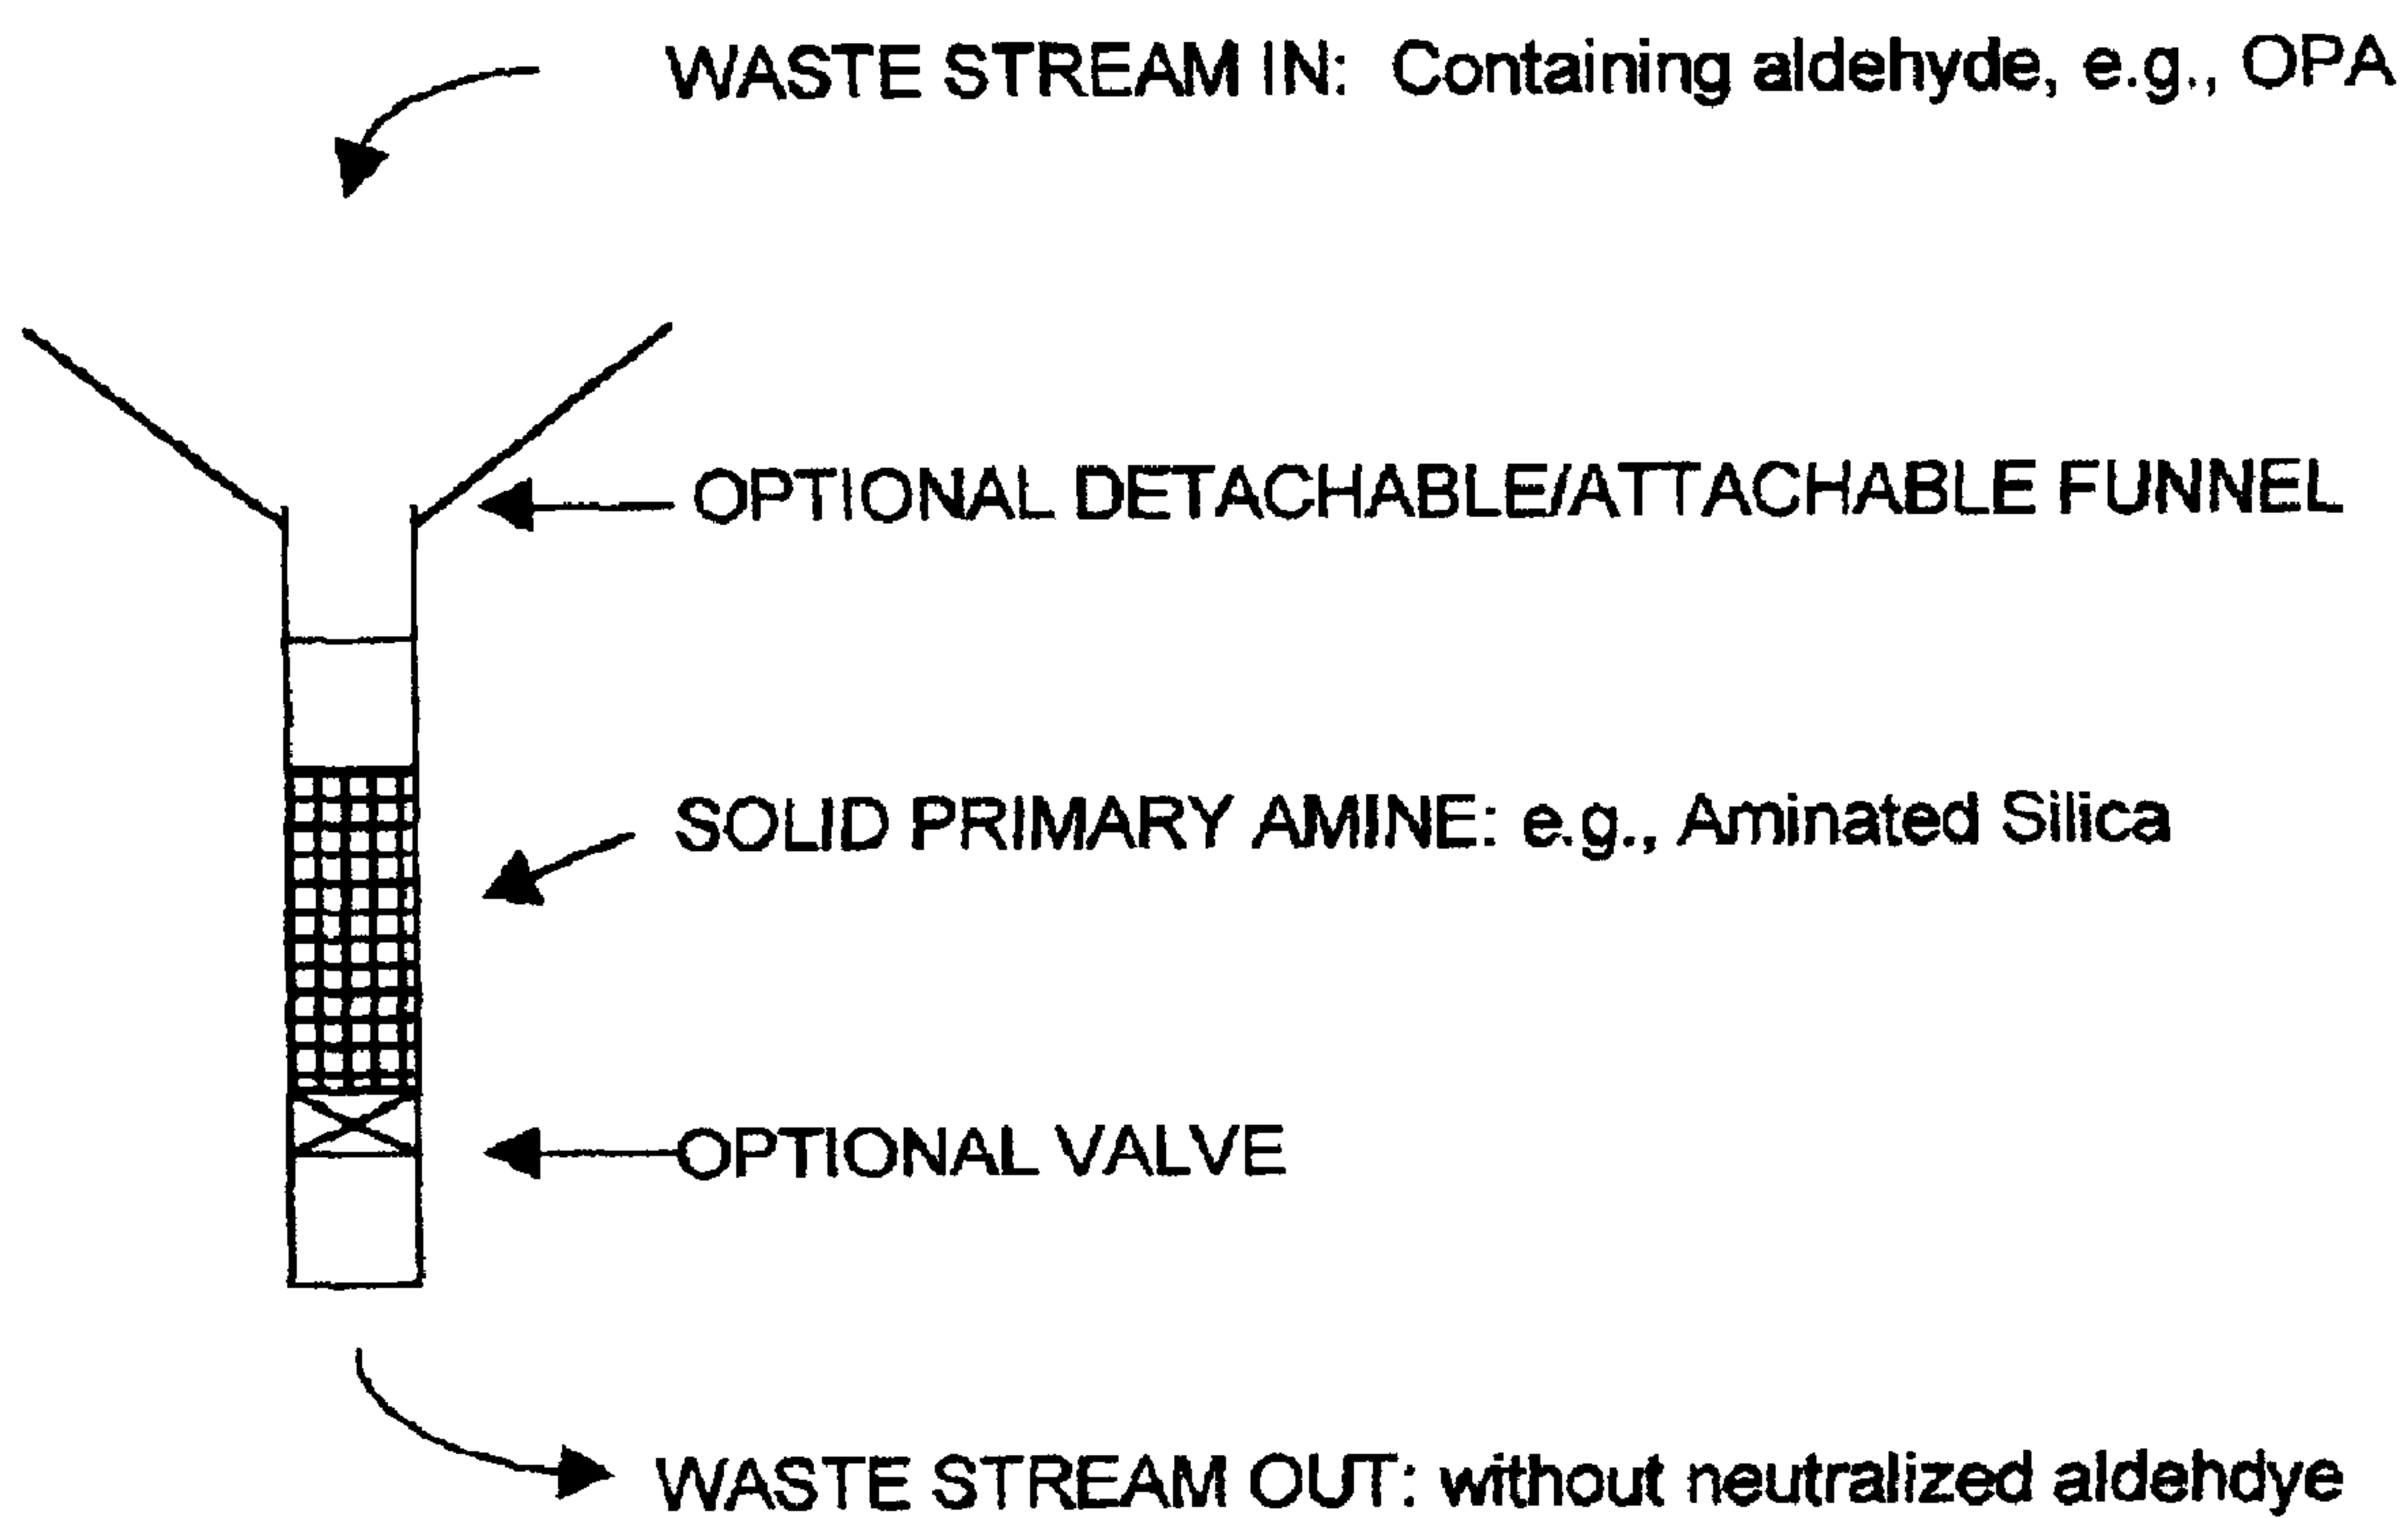 WASTE STREAM IN: Containing aldehyde, e.g., OPA
OPTIONAL DETACHABLE/ATTACHABLE FUNNEL
SOLID PRIMARY AMINE: e.g., Aminated Silica
OPTIONAL VALVE
WASTE STREAM OUT: without neutralized aldehdye